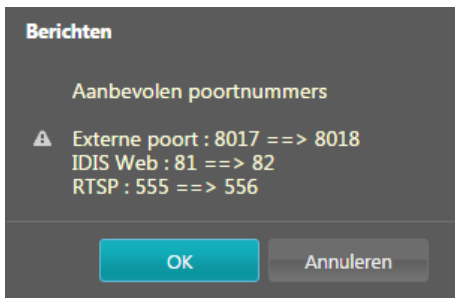 Berichten
Aanbevolen poortnummers
Externe poort : 8017 ==> 8018
IDIS Web : 81 ==> 82
RTSP : 555 ==> 556
OK
Annuleren